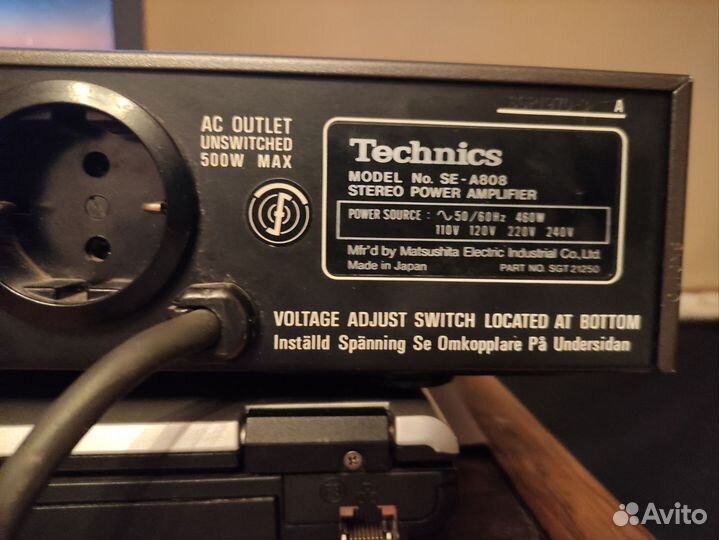 A
AC OUTLET
UNSWITCHED
500W MAX
Technics
MODEL No. SE-A808
STEREO POWER AMPLIFIER
POWER SOURCE : ∿50/60Hz 460W
110V 120V 220V 240V
Mfr'd by Matsushita Electric Industrial Co., Ltd.
Made in Japan
PART NO. SGT 21250
VOLTAGE ADJUST SWITCH LOCATED AT BOTTOM
Inställd Spänning Se Omkopplare På Undersidan
Avito